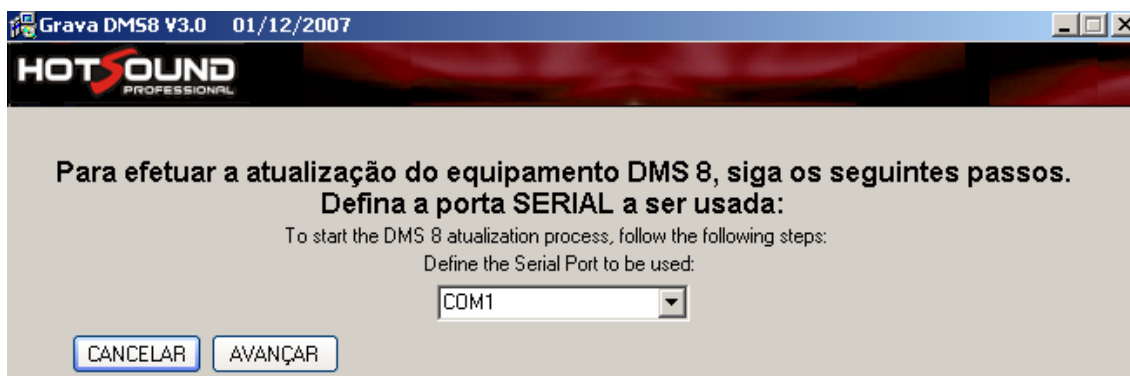 Grava DMS8 V3.0 01/12/2007
HOTSOUND
PROFESSIONAL
Para efetuar a atualização do equipamento DMS 8, siga os seguintes passos.
Defina a porta SERIAL a ser usada:
To start the DMS 8 atualization process, follow the following steps:
Define the Serial Port to be used:
COM1
CANCELAR AVANÇAR